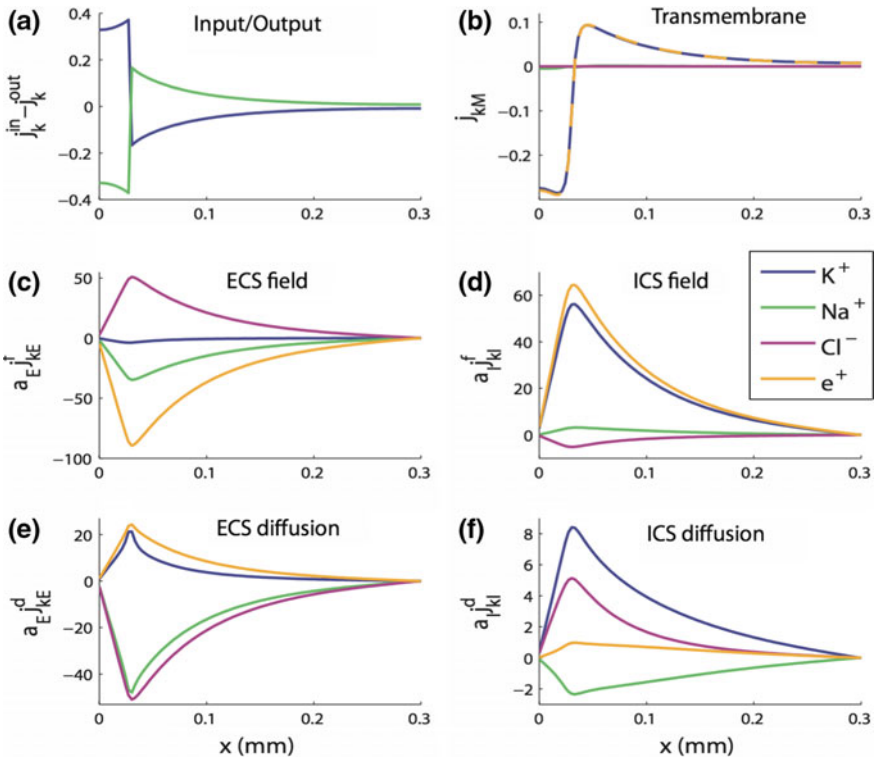 (a)
Input/Output
j_k^in − j_k^out
0.4
0.2
0
−0.2
−0.4
0
0.1
0.2
0.3
(b)
Transmembrane
j_kM
0.1
0
−0.1
−0.2
0
0.1
0.2
0.3
(c)
ECS field
a_E j_kE^f
50
0
−50
−100
0
0.1
0.2
0.3
(d)
ICS field
a_I j_kI^f
60
40
20
0
0
0.1
0.2
0.3
K⁺
Na⁺
Cl⁻
e⁺
(e)
ECS diffusion
a_E j_kE^d
20
0
−20
−40
0
0.1
0.2
0.3
x (mm)
(f)
ICS diffusion
a_I j_kI^d
8
6
4
2
0
−2
0
0.1
0.2
0.3
x (mm)